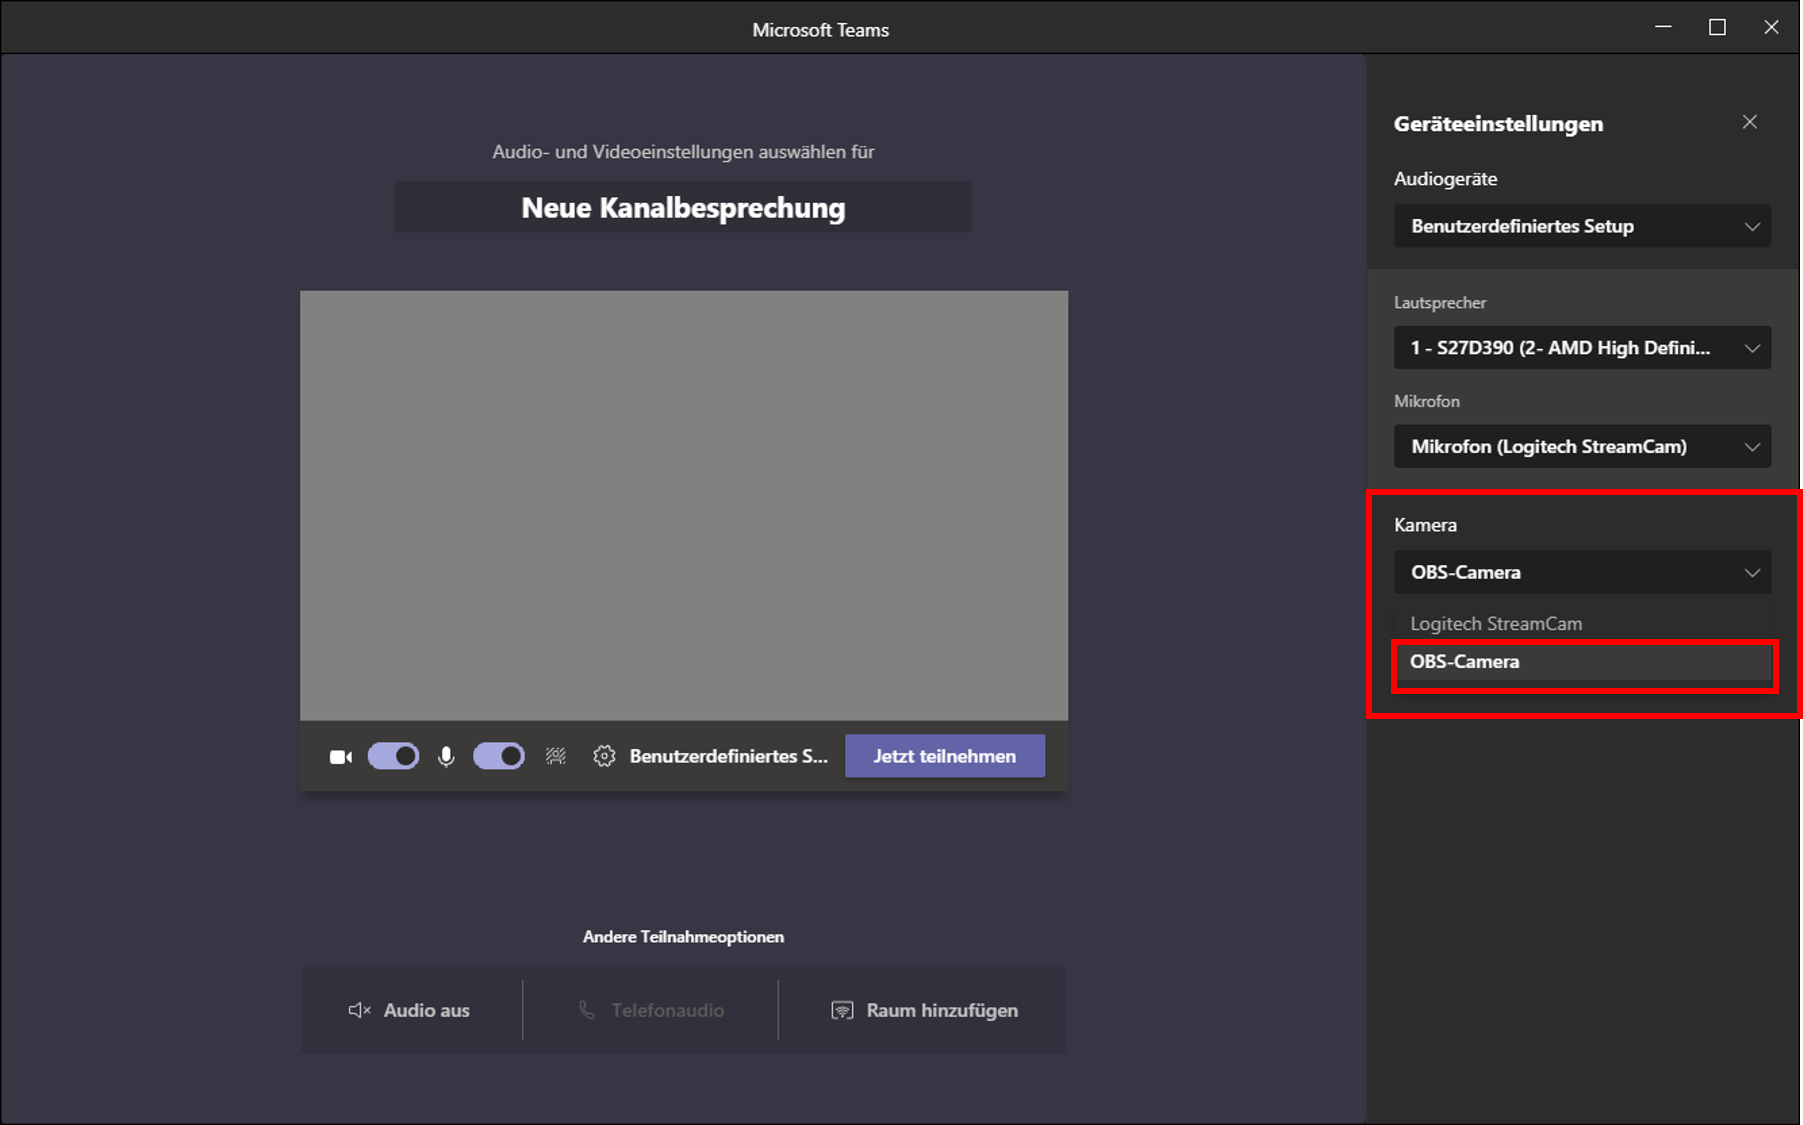 Microsoft Teams
Audio- und Videoeinstellungen auswählen für
Neue Kanalbesprechung
Benutzerdefiniertes S...
Jetzt teilnehmen
Andere Teilnahmeoptionen
Audio aus
Telefonaudio
Raum hinzufügen
Geräteeinstellungen
Audiogeräte
Benutzerdefiniertes Setup
Lautsprecher
1 - S27D390 (2- AMD High Defini...
Mikrofon
Mikrofon (Logitech StreamCam)
Kamera
OBS-Camera
Logitech StreamCam
OBS-Camera